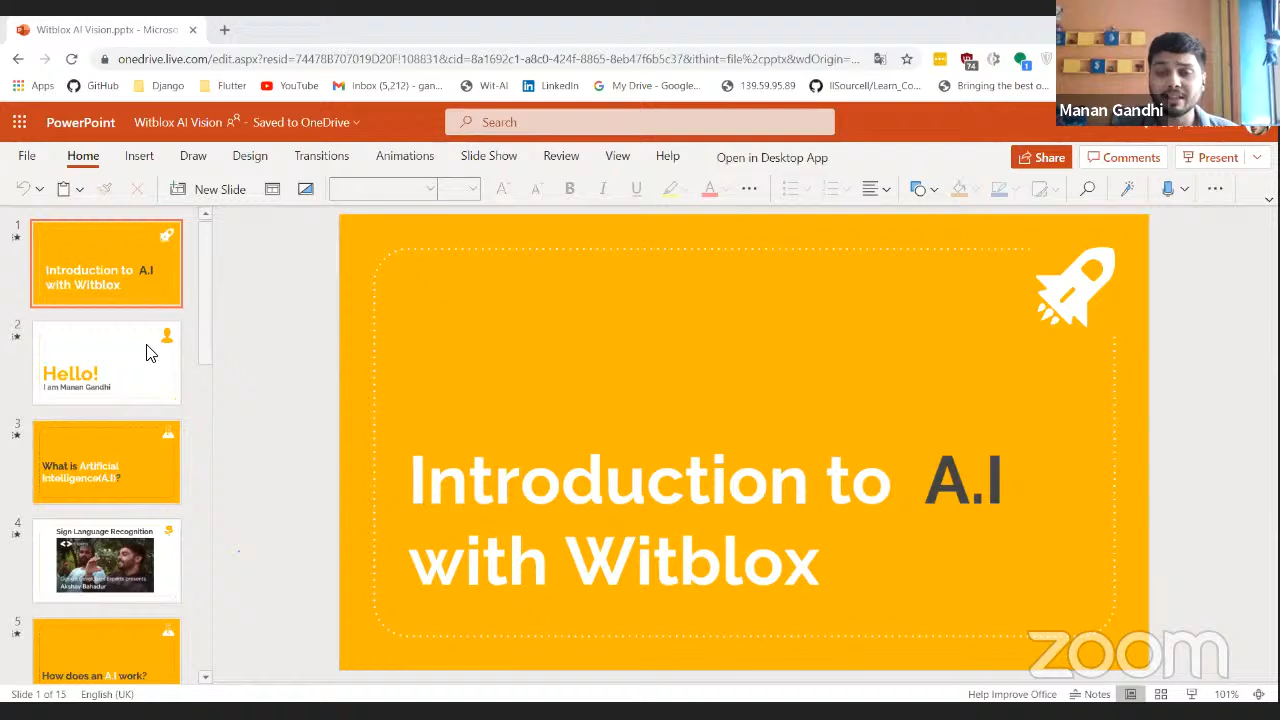 Witblox AI Vision.pptx - Microso
onedrive.live.com/edit.aspx?resid=
&cid=8a1692c1-a8c0-424f-8865-8eb47f6b5c37&ithint=file%2cpptx&wdOrigin=...
74
1
Apps
GitHub
Django
Flutter
YouTube
Inbox (5,212) - gan...
Wit-AI
LinkedIn
My Drive - Google...
139.59.95.89
llSourcell/Learn_Co...
Bringing the best o
Manan Gandhi
PowerPoint
Witblox AI Vision - Saved to OneDrive
Search
File Home Insert Draw Design Transitions Animations Slide Show Review View Help Open in Desktop App
Share Comments Present
New Slide
B I U
1
Introduction to A.I
with Witblox
2
Hello!
I am Manan Gandhi
3
What is Artificial
Intelligence(A.I)?
4
Sign Language Recognition
Akshay Bahadur
5
How does an A.I work?
Introduction to A.I
with Witblox
zoom
Slide 1 of 15 English (UK)
Help Improve Office Notes 101%